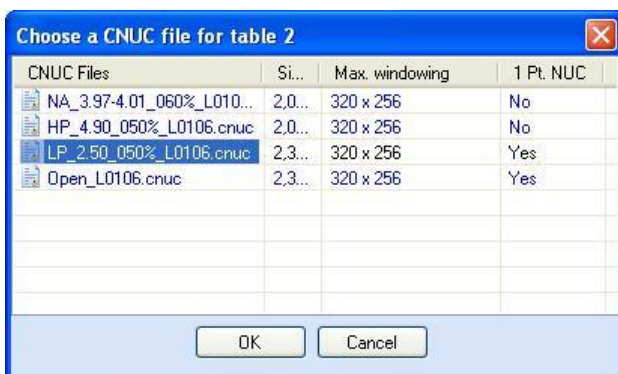 Choose a CNUC file for table 2
CNUC Files Si... Max. windowing 1 Pt. NUC
NA_3.97-4.01_060%_L010... 2,0... 320 x 256 No
HP_4.90_050%_L0106.cnuc 2,0... 320 x 256 No
LP_2.50_050%_L0106.cnuc 2,3... 320 x 256 Yes
Open_L0106.cnuc 2,3... 320 x 256 Yes
OK Cancel